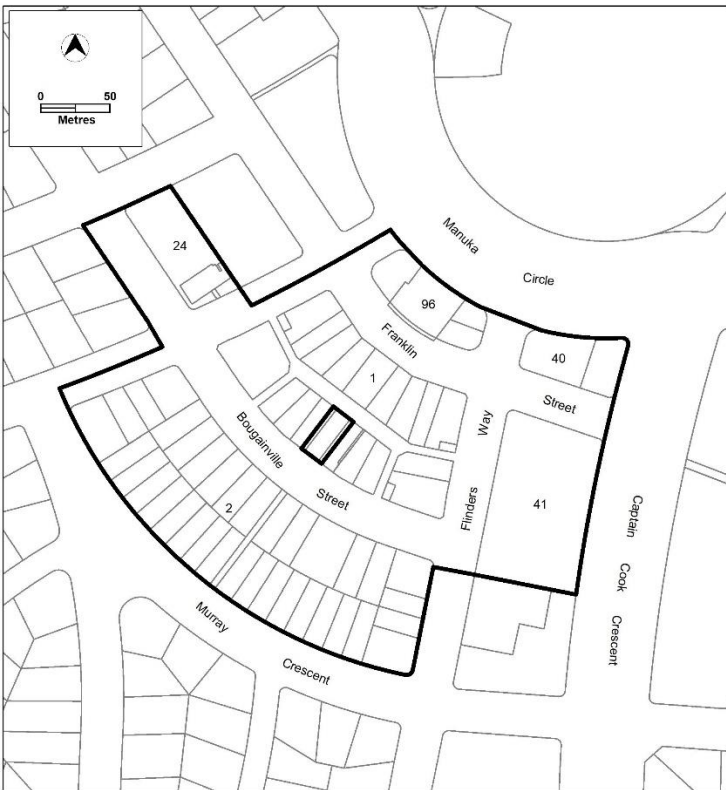 0 50
Metres
24
Manuka
Circle
96
Franklin
40
1
Street
Way
Bougainville
Street
2
Flinders
41
Captain
Cook
Crescent
Murray
Crescent